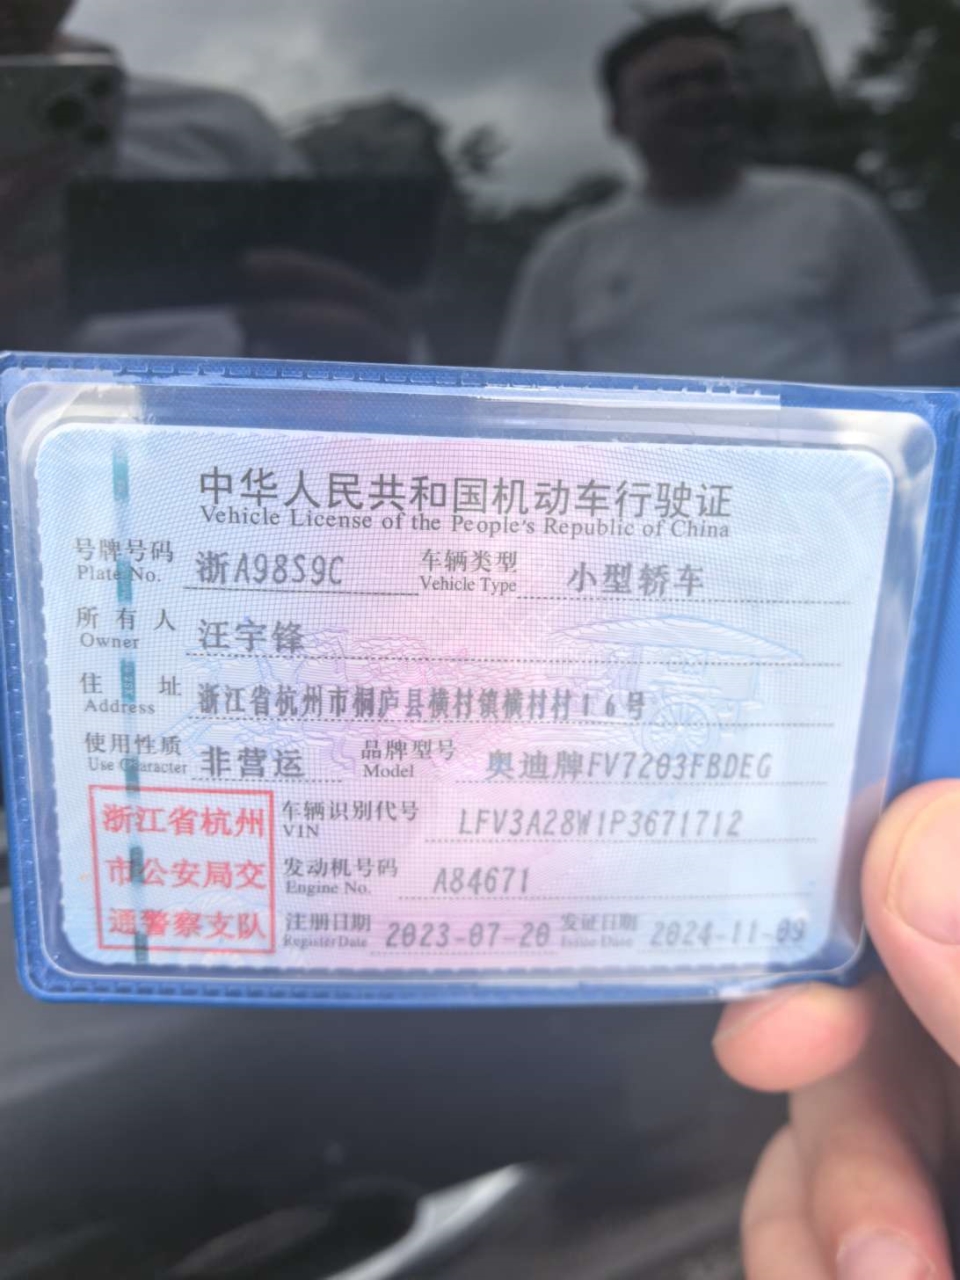 中华人民共和国机动车行驶证
Vehicle License of the People's Republic of China
号牌号码 浙A98S9C 车辆类型 小型轿车
Plate No. Vehicle Type
所有人 汪宇锋
Owner
住址 浙江省杭州市桐庐县横村镇横村村16号
Address
使用性质 非营运 品牌型号 奥迪牌FV7203FBDEG
Use Character Model
浙江省杭州
市公安局交
通警察支队
车辆识别代号 LFV3A28W1P3671712
VIN
发动机号码 A84671
Engine No.
注册日期 2023-07-20 发证日期 2024-11-09
Register Date Issue Date